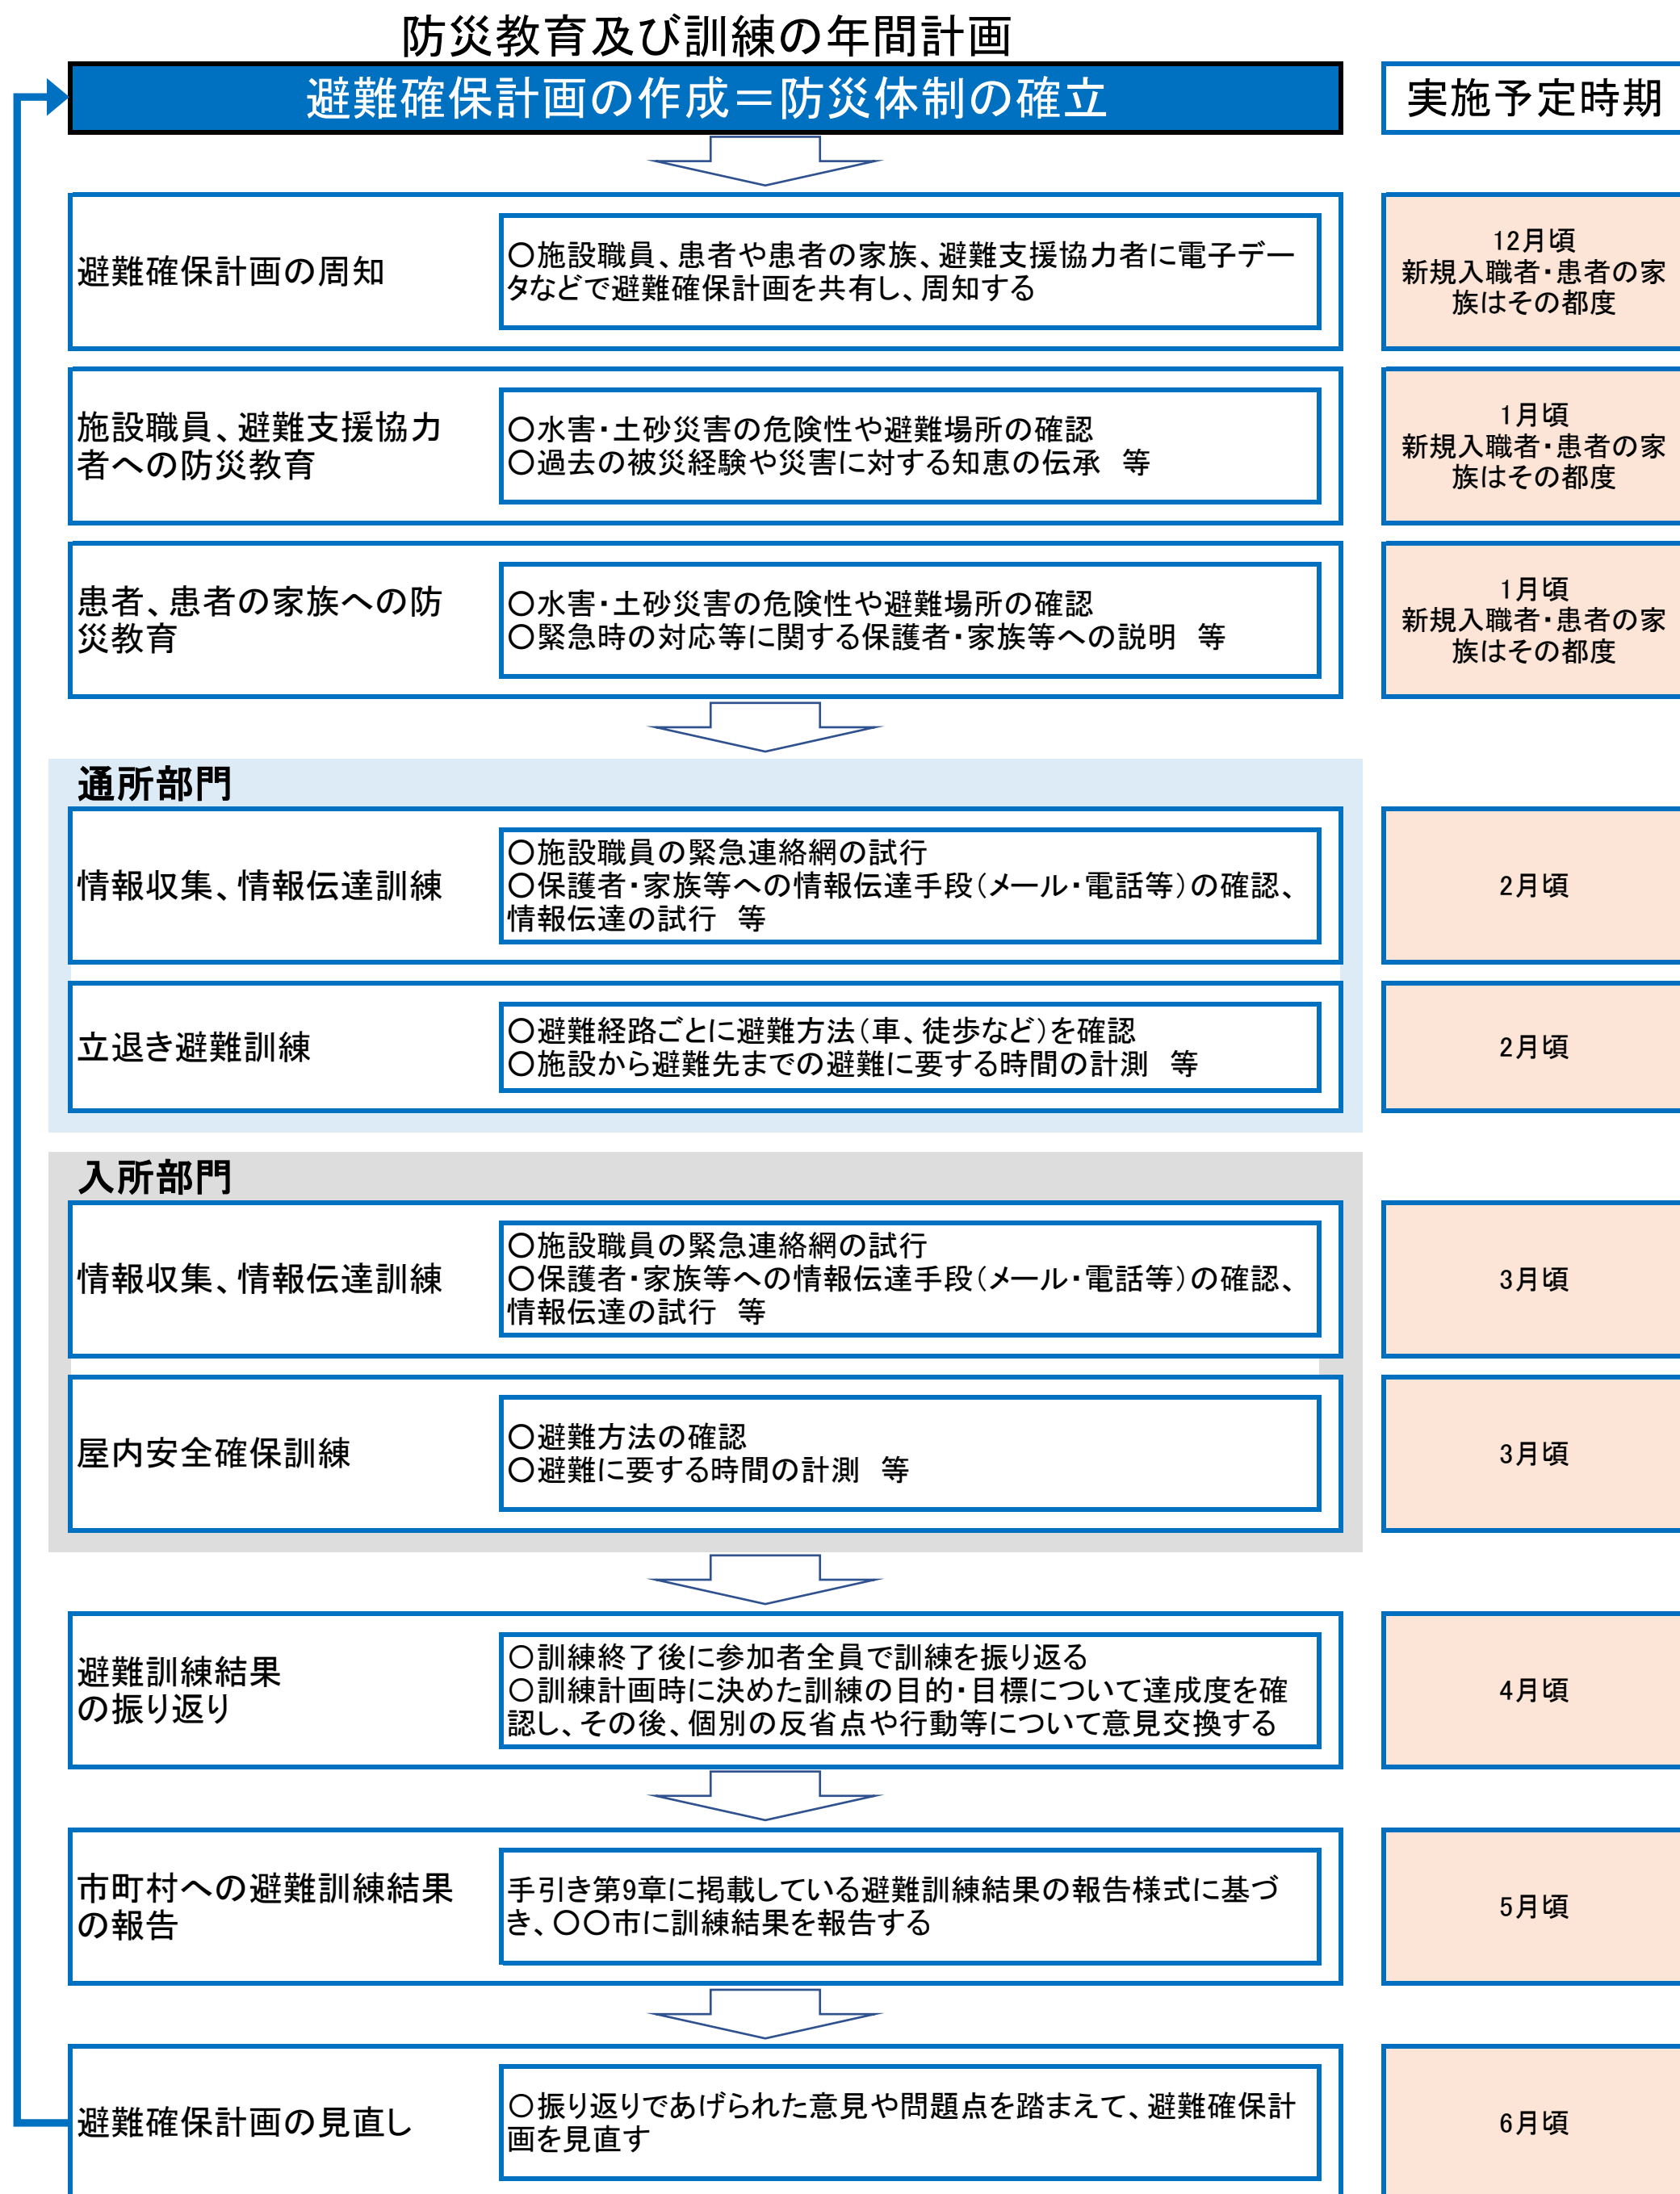 防災教育及び訓練の年間計画
避難確保計画の作成＝防災体制の確立
実施予定時期
避難確保計画の周知
○施設職員、患者や患者の家族、避難支援協力者に電子デー
タなどで避難確保計画を共有し、周知する
12月頃
新規入職者・患者の家
族はその都度
施設職員、避難支援協力
者への防災教育
○水害・土砂災害の危険性や避難場所の確認
○過去の被災経験や災害に対する知恵の伝承　等
1月頃
新規入職者・患者の家
族はその都度
患者、患者の家族への防
災教育
○水害・土砂災害の危険性や避難場所の確認
○緊急時の対応等に関する保護者・家族等への説明　等
1月頃
新規入職者・患者の家
族はその都度
通所部門
情報収集、情報伝達訓練
○施設職員の緊急連絡網の試行
○保護者・家族等への情報伝達手段（メール・電話等）の確認、
情報伝達の試行　等
2月頃
立退き避難訓練
○避難経路ごとに避難方法（車、徒歩など）を確認
○施設から避難先までの避難に要する時間の計測　等
2月頃
入所部門
情報収集、情報伝達訓練
○施設職員の緊急連絡網の試行
○保護者・家族等への情報伝達手段（メール・電話等）の確認、
情報伝達の試行　等
3月頃
屋内安全確保訓練
○避難方法の確認
○避難に要する時間の計測　等
3月頃
避難訓練結果
の振り返り
○訓練終了後に参加者全員で訓練を振り返る
○訓練計画時に決めた訓練の目的・目標について達成度を確
認し、その後、個別の反省点や行動等について意見交換する
4月頃
市町村への避難訓練結果
の報告
手引き第9章に掲載している避難訓練結果の報告様式に基づ
き、○○市に訓練結果を報告する
5月頃
避難確保計画の見直し
○振り返りであげられた意見や問題点を踏まえて、避難確保計
画を見直す
6月頃